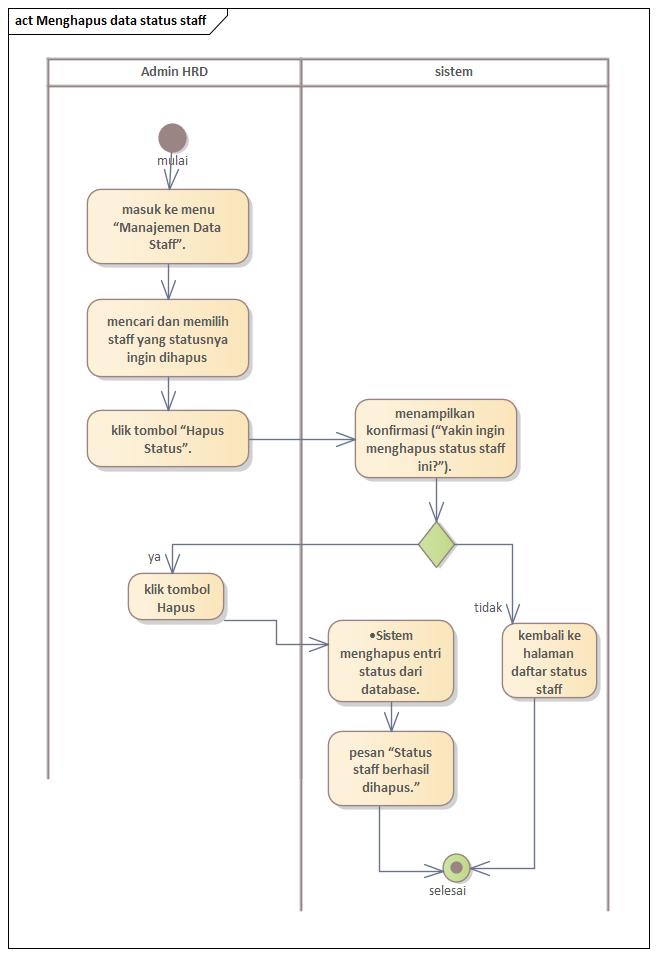 act Menghapus data status staff
Admin HRD
sistem
mulai
masuk ke menu
“Manajemen Data
Staff”.
mencari dan memilih
staff yang statusnya
ingin dihapus
klik tombol “Hapus
Status”.
menampilkan
konfirmasi (“Yakin ingin
menghapus status staff
ini?”).
ya
klik tombol
Hapus
tidak
•Sistem
menghapus entri
status dari
database.
kembali ke
halaman
daftar status
staff
pesan “Status
staff berhasil
dihapus.”
selesai